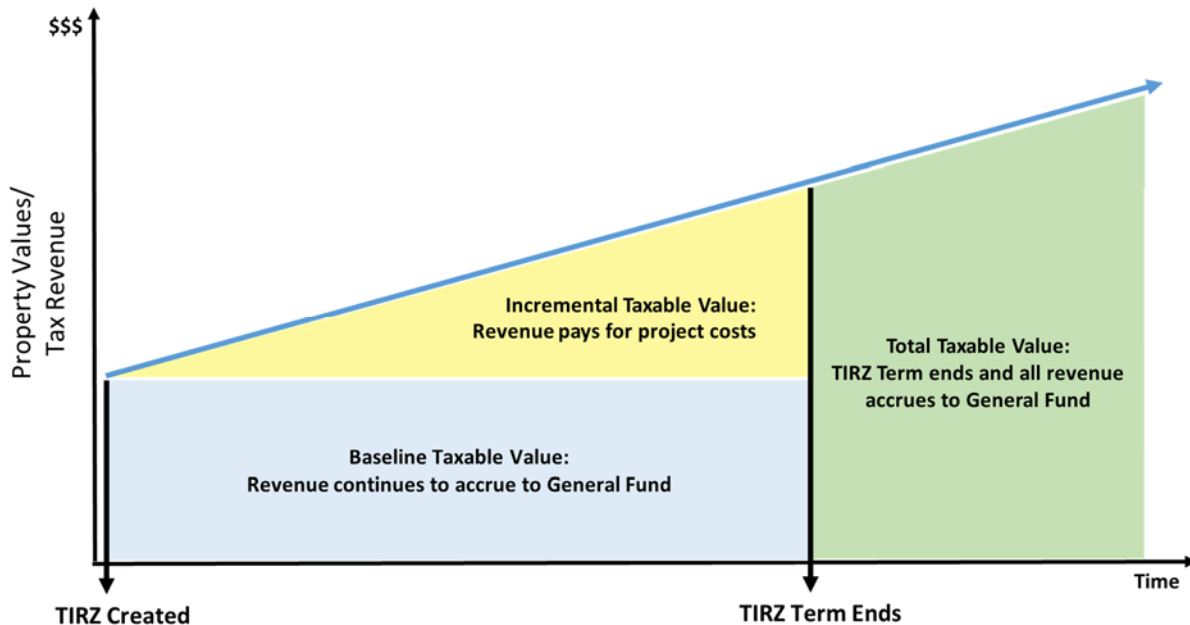 $$$
Property Values/
Tax Revenue
Incremental Taxable Value:
Revenue pays for project costs
Total Taxable Value:
TIRZ Term ends and all revenue
accrues to General Fund
Baseline Taxable Value:
Revenue continues to accrue to General Fund
Time
TIRZ Created
TIRZ Term Ends